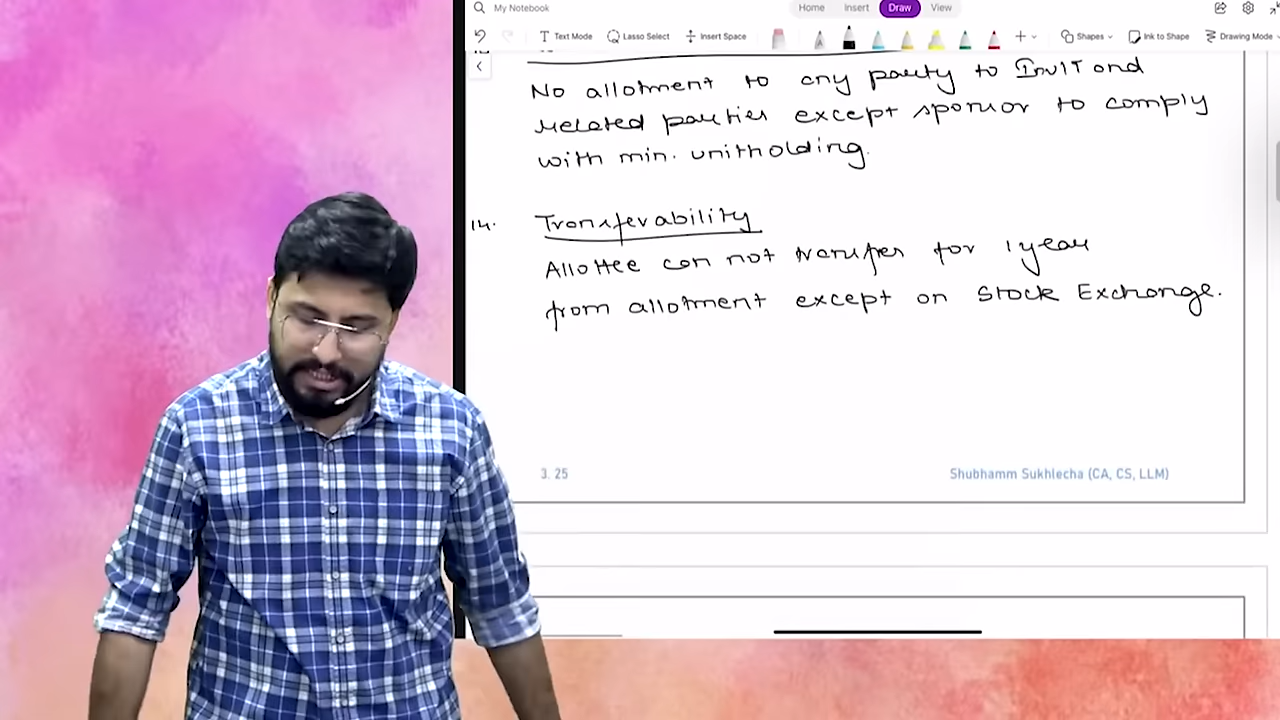 My Notebook
Home Insert Draw View
Text Mode Lasso Select Insert Space Shapes Ink to Shape Drawing Mode
No allotment to any party to InvIT and
related parties except sponsor to comply
with min. unitholding.
14. Transferability
Allottee can not transfer for 1 year
from allotment except on Stock Exchange.
3. 25 Shubhamm Sukhlecha (CA, CS, LLM)